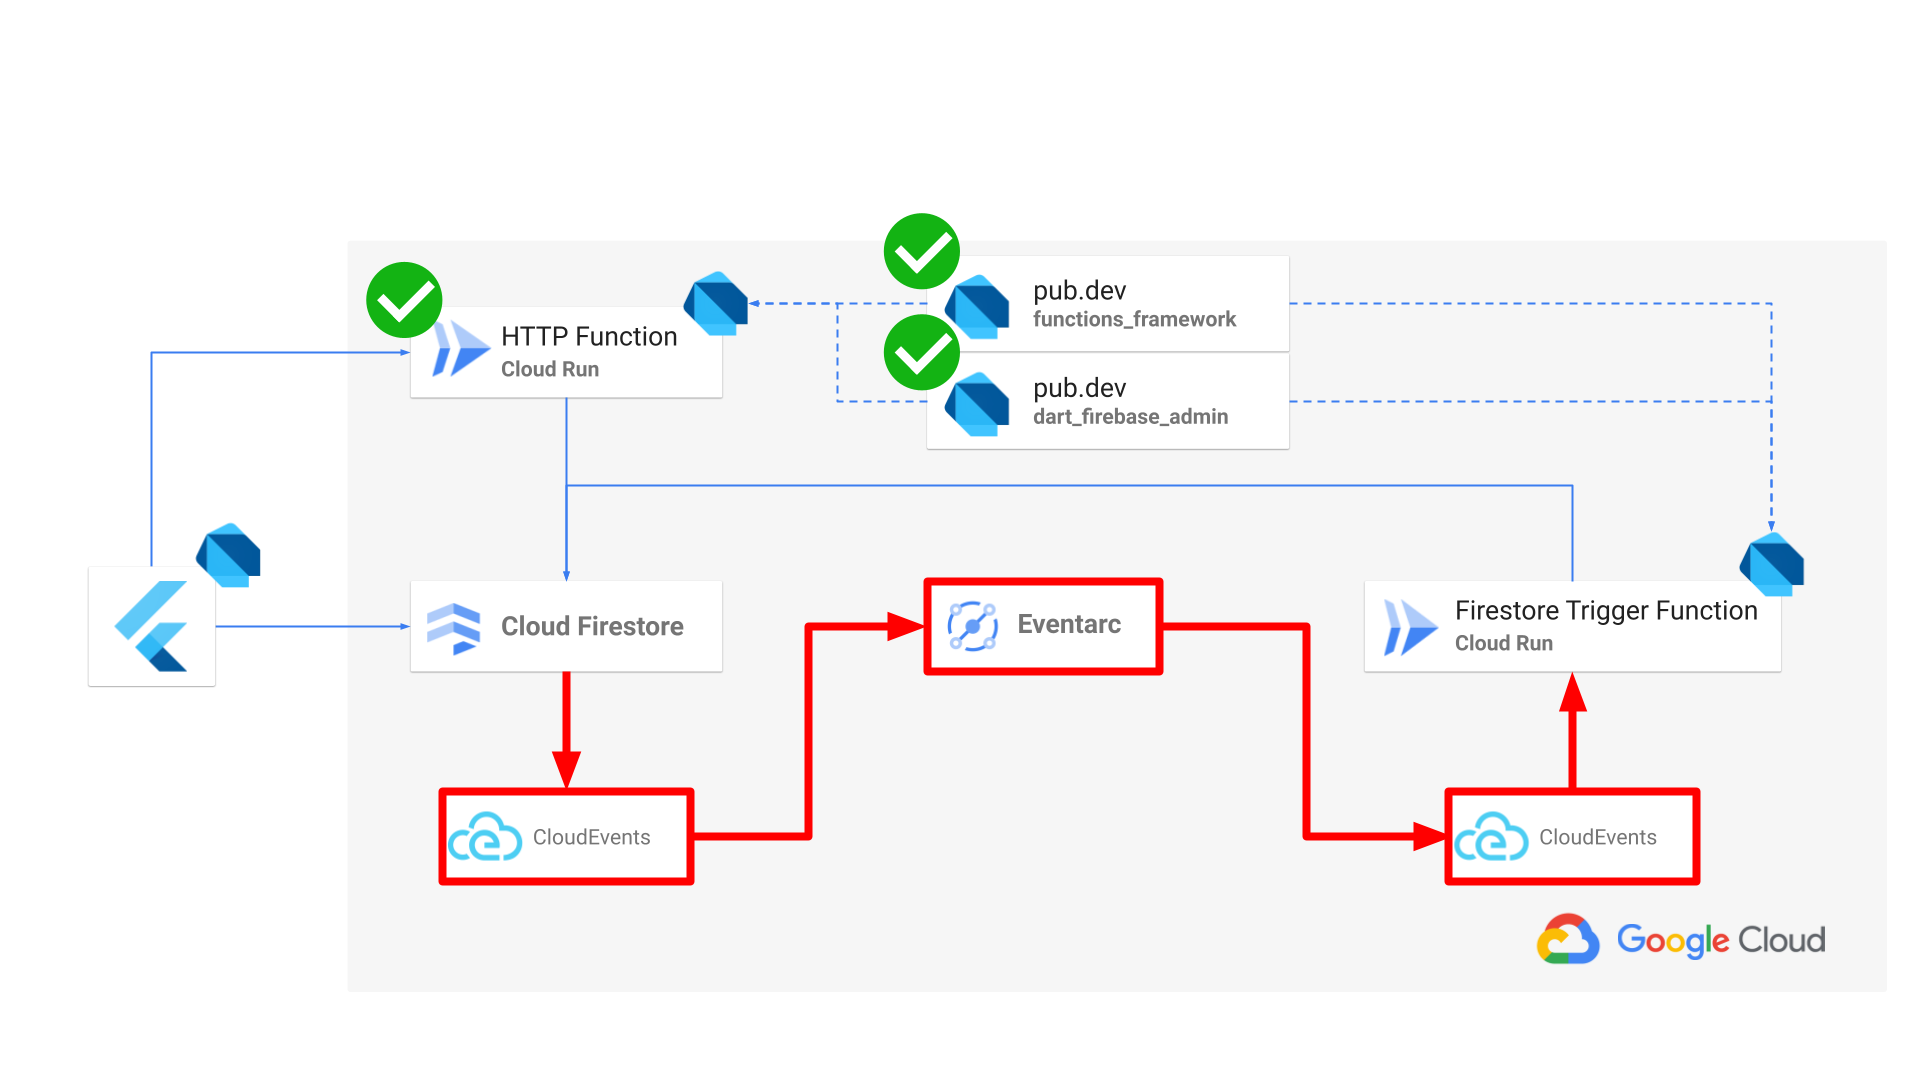 pub.dev
functions_framework
HTTP Function
Cloud Run
pub.dev
dart_firebase_admin
Cloud Firestore
Eventarc
Firestore Trigger Function
Cloud Run
CloudEvents
CloudEvents
Google Cloud